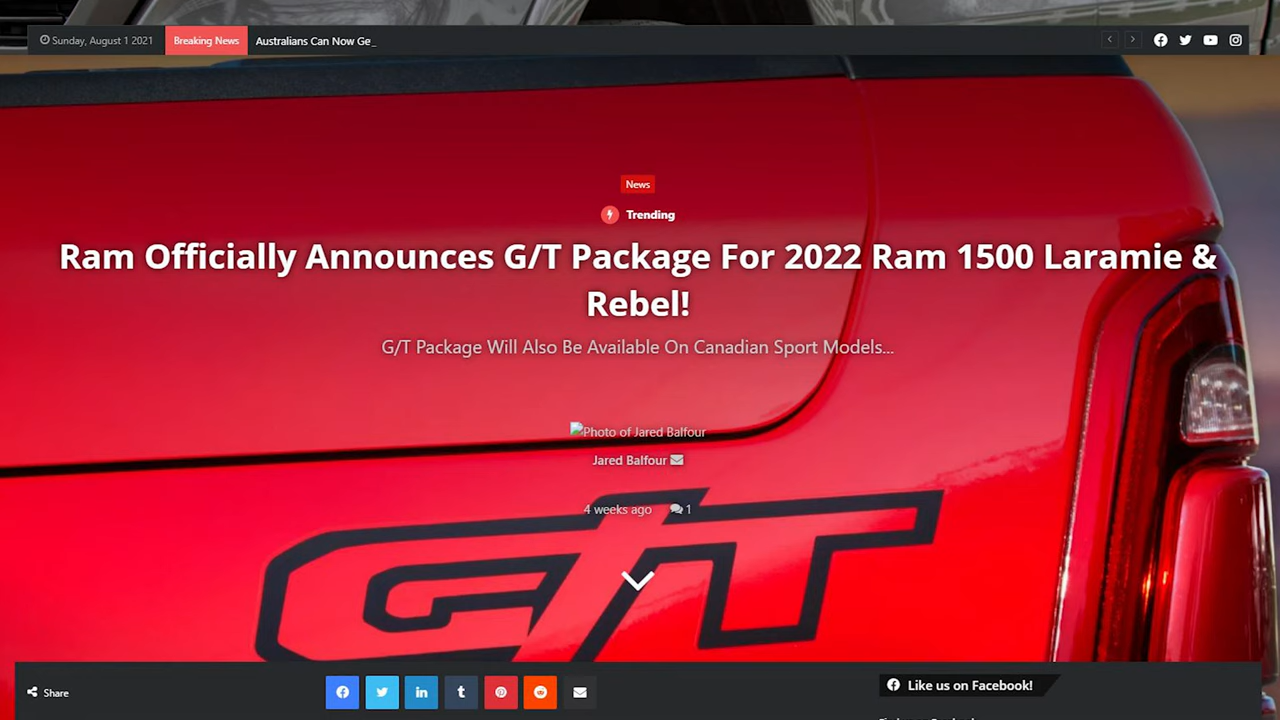 Sunday, August 1 2021
Breaking News
Australians Can Now Ge_
News
Trending
Ram Officially Announces G/T Package For 2022 Ram 1500 Laramie &
Rebel!
G/T Package Will Also Be Available On Canadian Sport Models...
Photo of Jared Balfour
Jared Balfour
4 weeks ago
1
G/T
Share
Like us on Facebook!